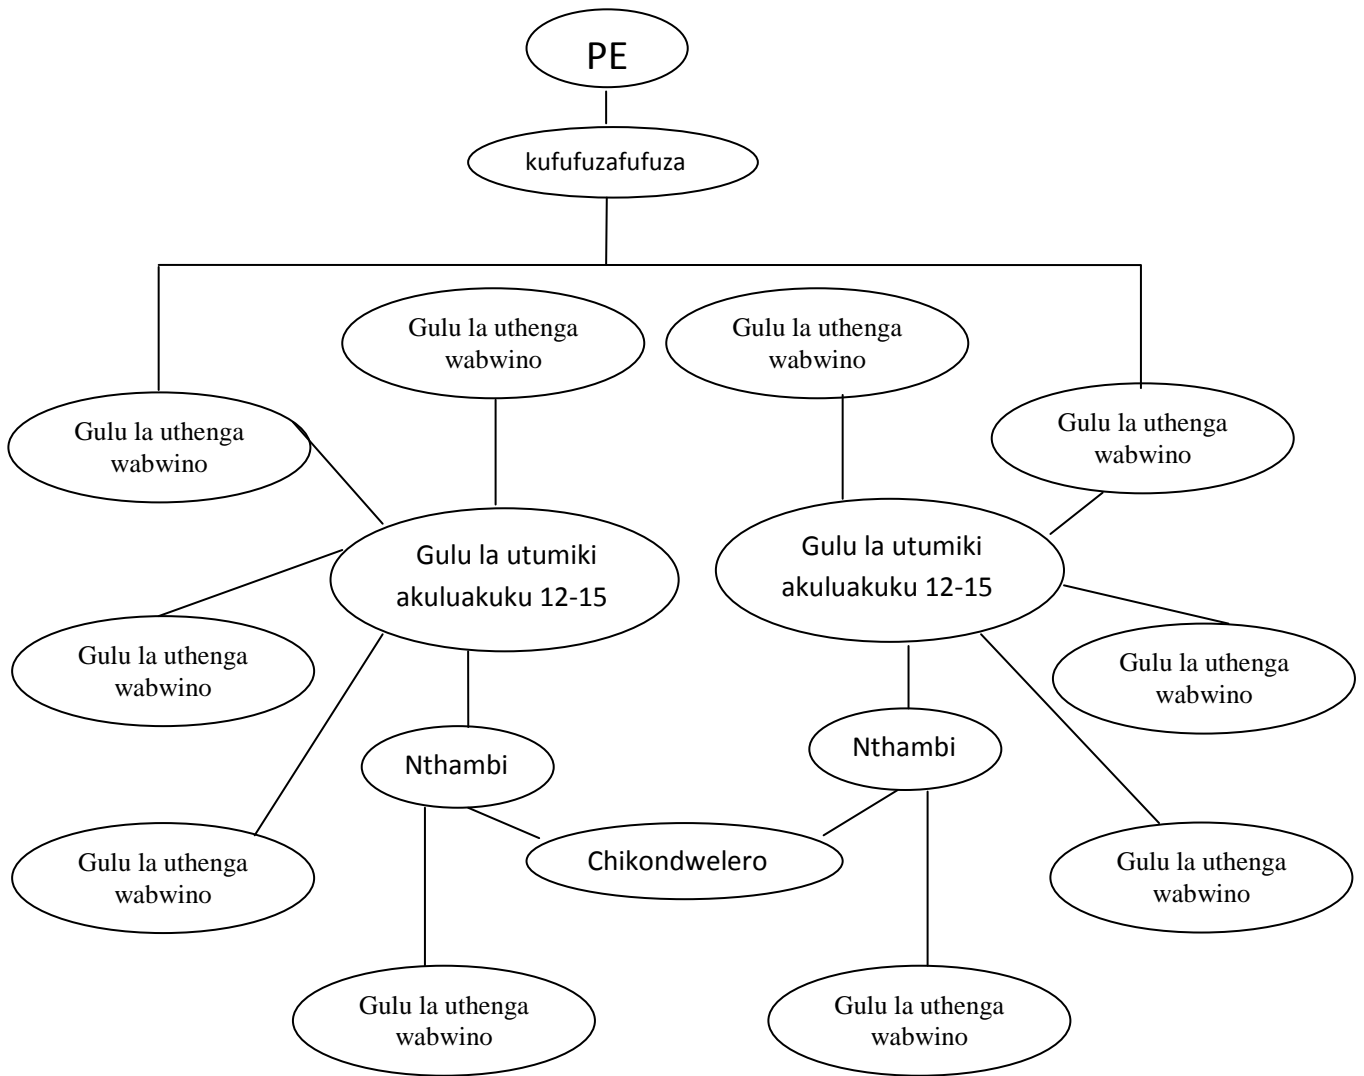 PE
kufufuzafufuza
Gulu la uthenga
wabwino
Gulu la uthenga
wabwino
Gulu la uthenga
wabwino
Gulu la uthenga
wabwino
Gulu la utumiki
akuluakuku 12-15
Gulu la utumiki
akuluakuku 12-15
Gulu la uthenga
wabwino
Gulu la uthenga
wabwino
Nthambi
Nthambi
Gulu la uthenga
wabwino
Chikondwelero
Gulu la uthenga
wabwino
Gulu la uthenga
wabwino
Gulu la uthenga
wabwino